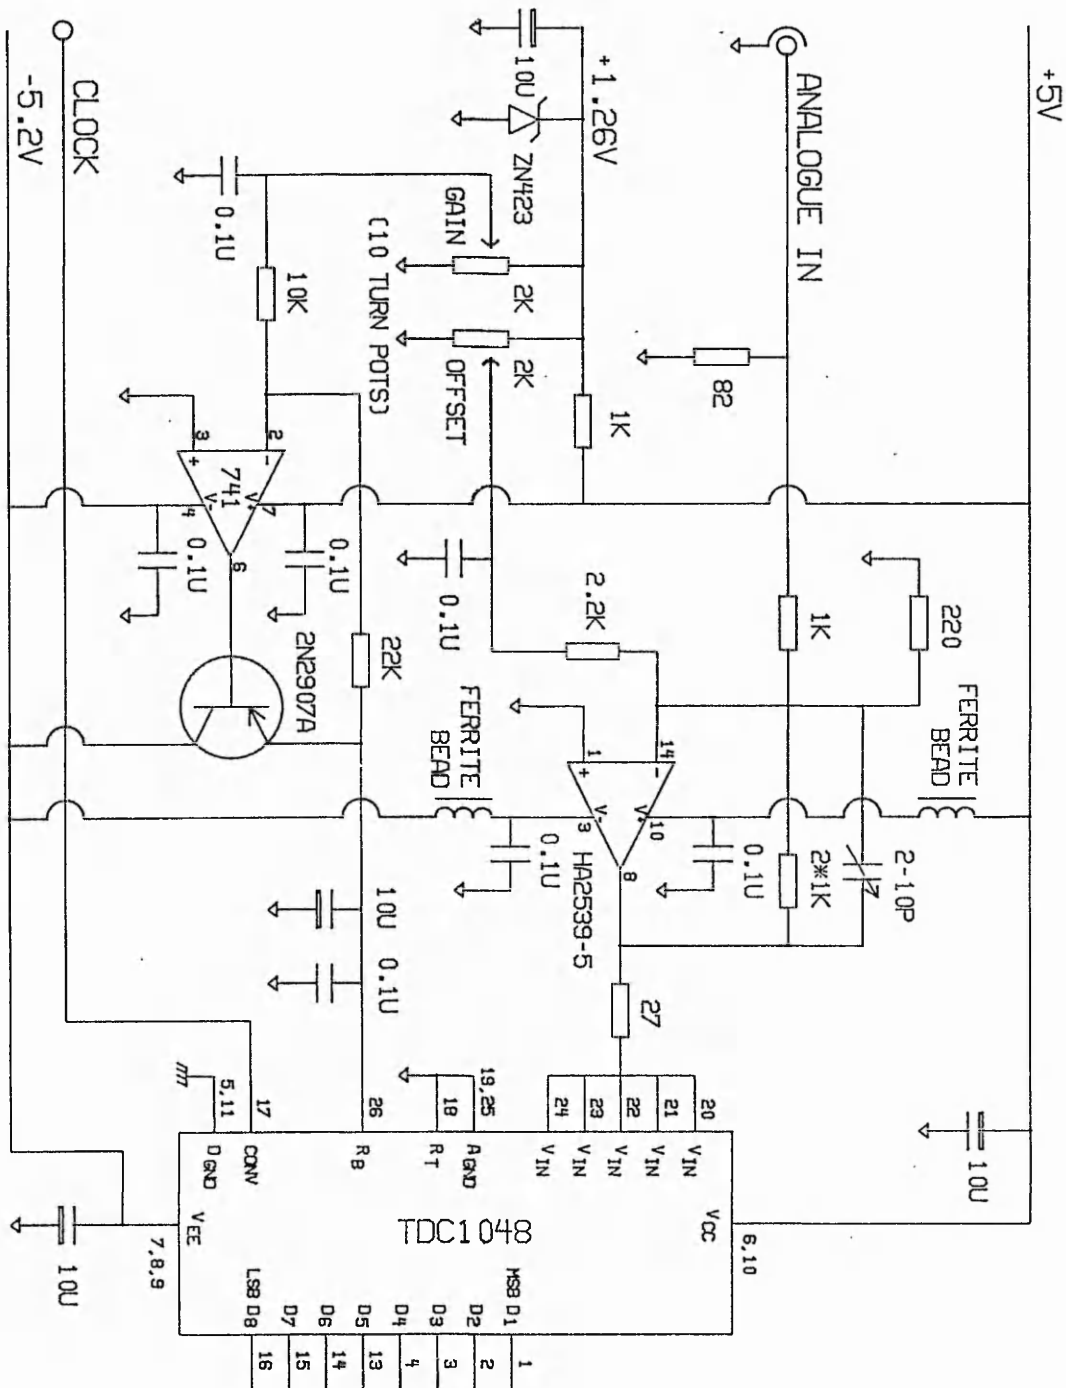 +5V
ANALOGUE IN
+1.26V
10U
ZN423
GAIN
2K
OFFSET
2K
(10 TURN POTS)
CLOCK
-5.2V
0.1U
10K
82
1K
2
3
-
+
741
V+
V-
7
4
6
0.1U
0.1U
2N2907A
22K
0.1U
2.2K
1K
220
FERRITE
BEAD
FERRITE
BEAD
14
1
-
+
V+
V-
10
3
8
HA2539-5
0.1U
0.1U
2*1K
2-10P
27
10U
0.1U
10U
10U
20
21
22
23
24
19,25
18
26
17
5,11
6,10
7,8,9
VIN
VIN
VIN
VIN
VIN
AGND
RT
RB
CONV
DGND
VCC
VEE
TDC1048
MSB D1
D2
D3
D4
D5
D6
D7
LSB D8
1
2
3
4
13
14
15
16